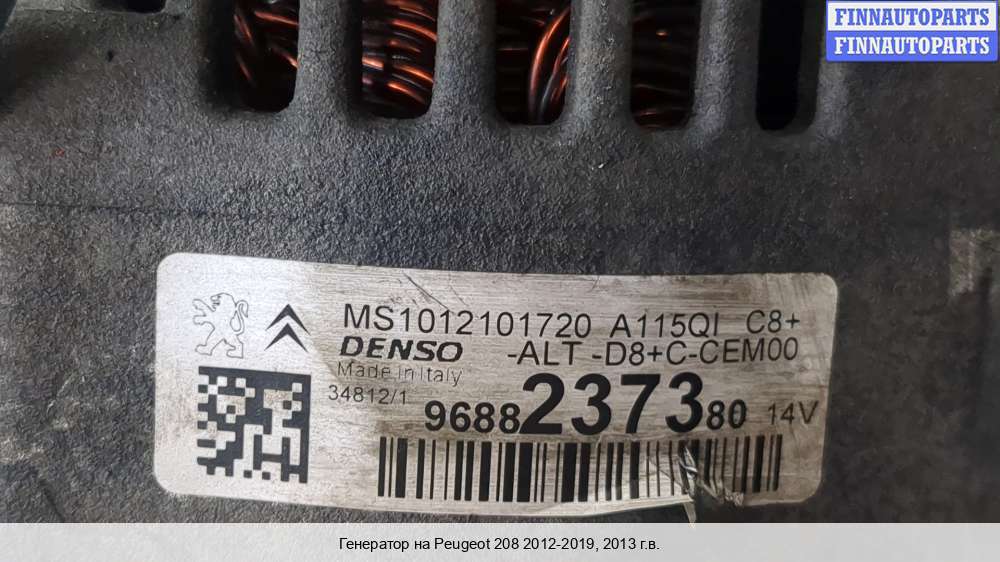 FINNAUTOPARTS
FINNAUTOPARTS
MS1012101720 A115QI C8+
DENSO -ALT -D8+C-CEM00
Made in Italy
34812/1
9688237380 14V
Генератор на Peugeot 208 2012-2019, 2013 г.в.